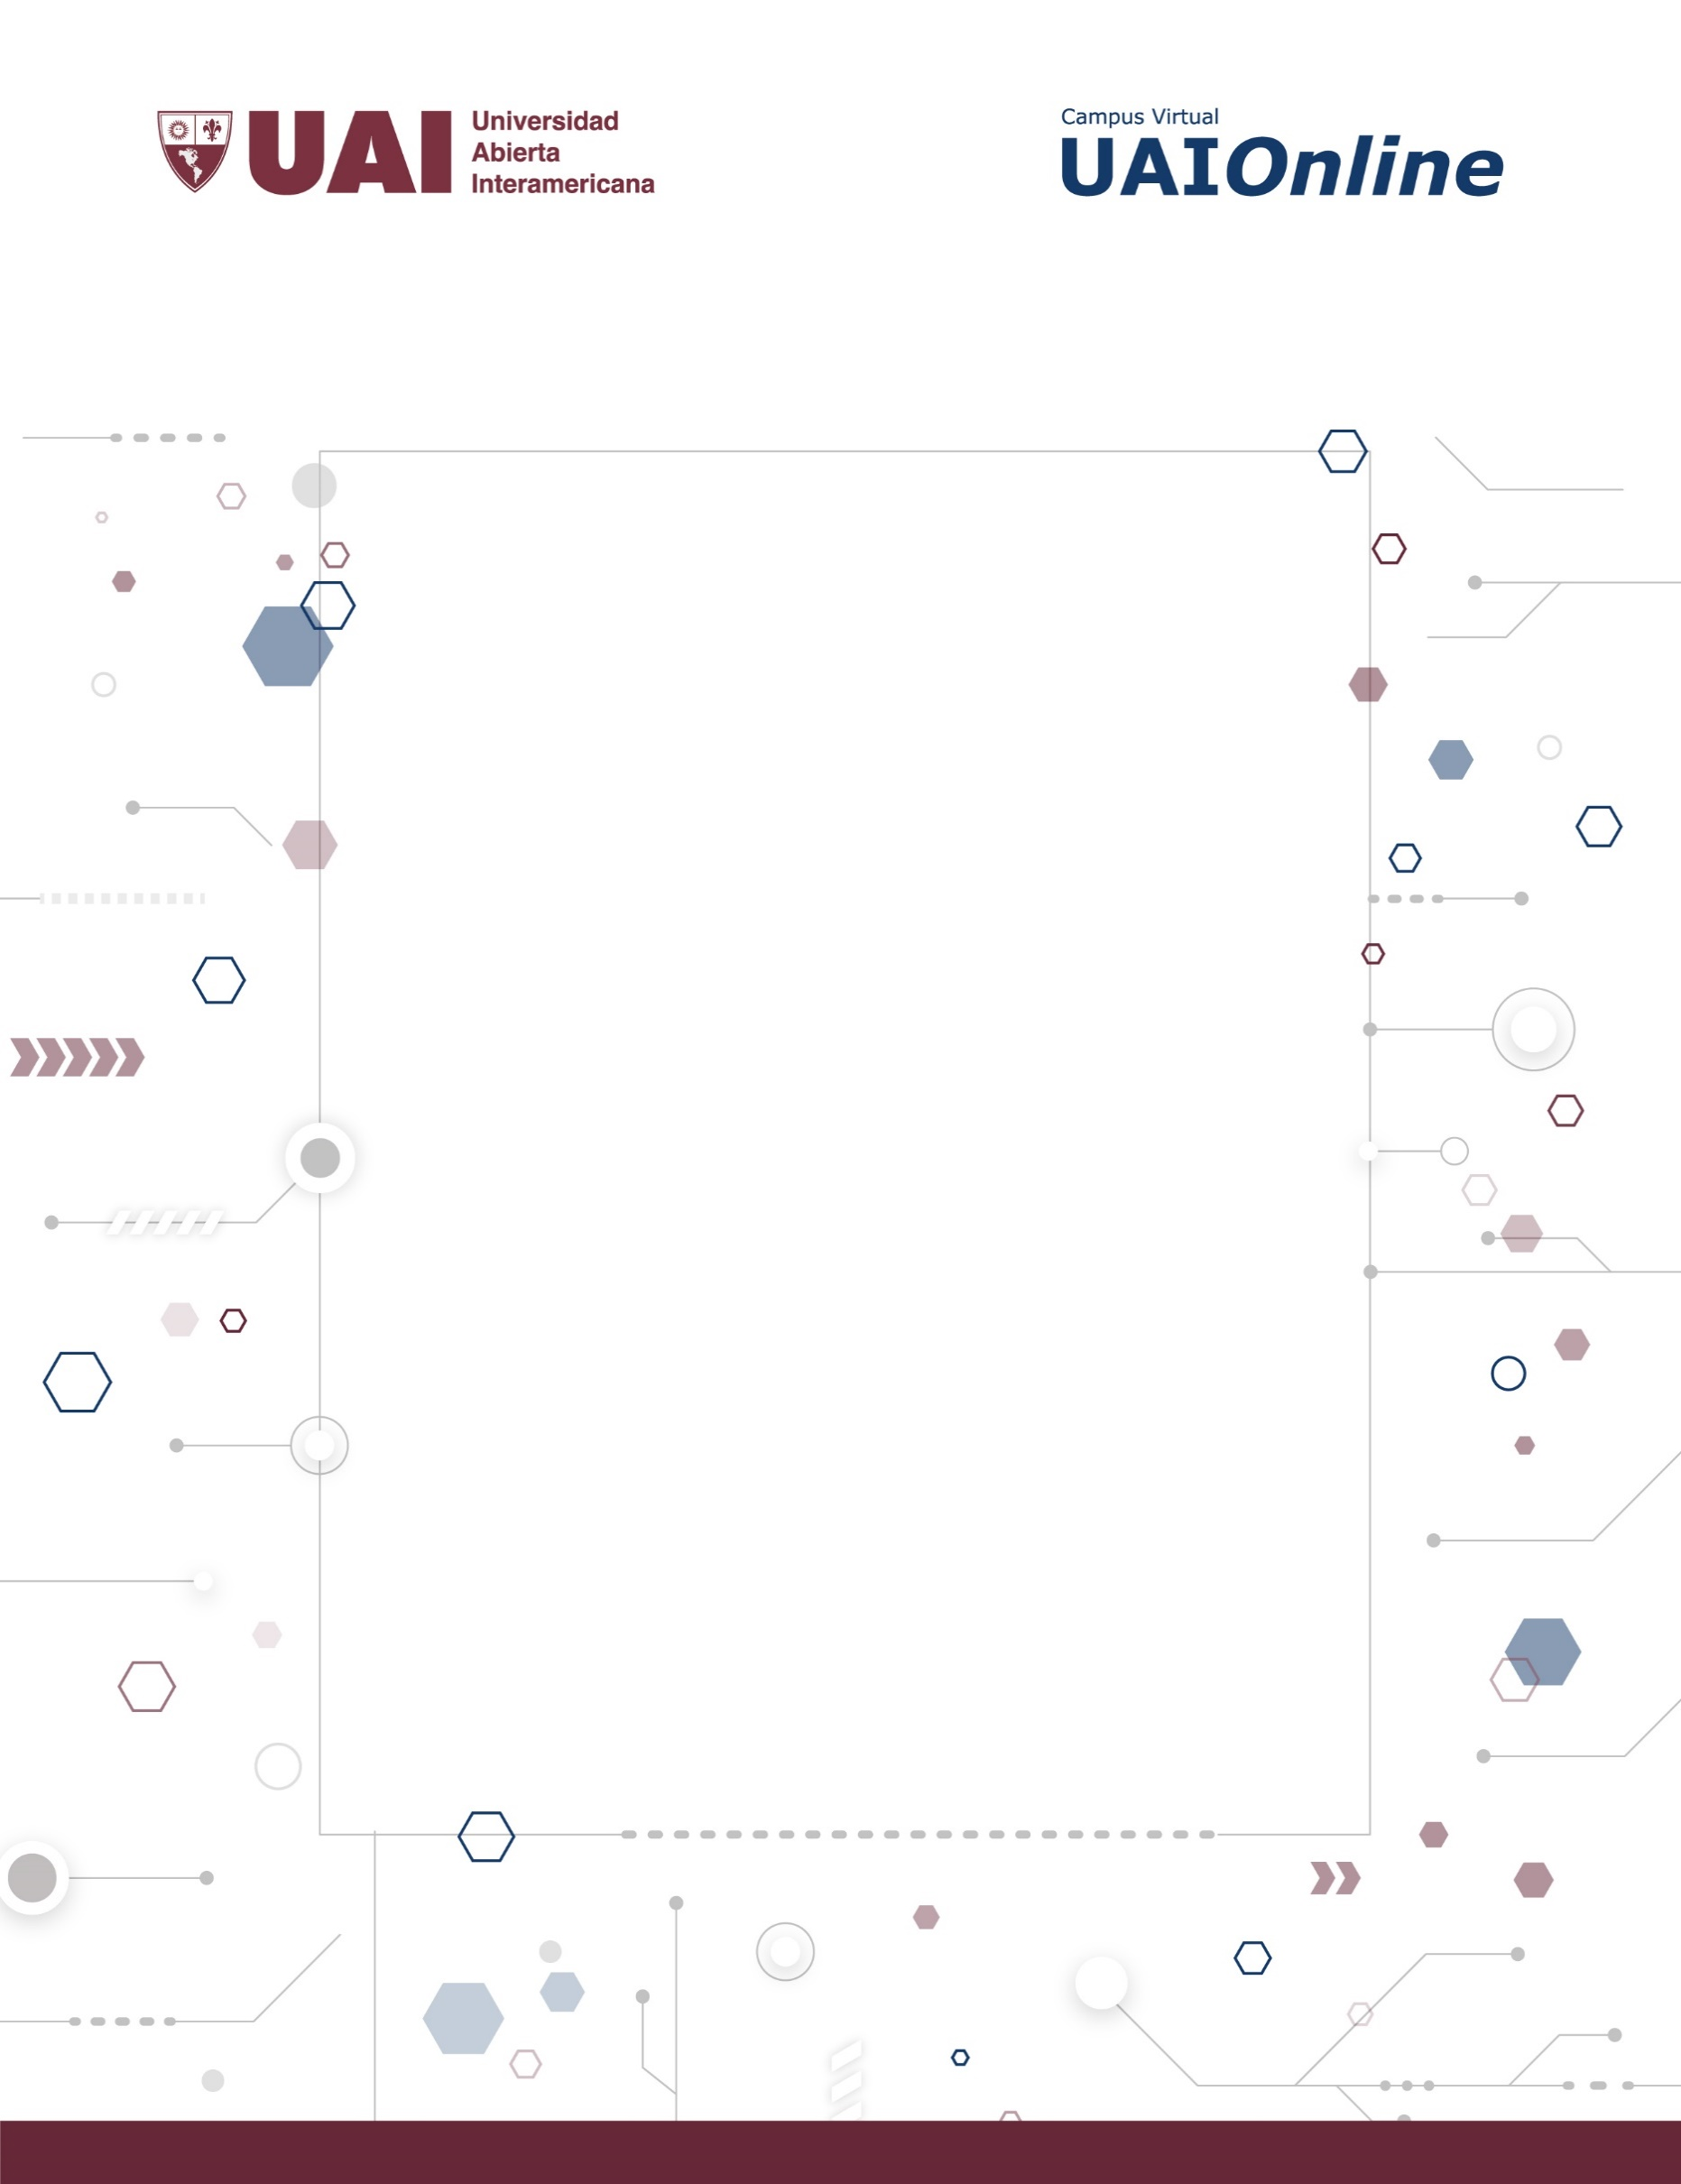 UAI
Universidad
Abierta
Interamericana
Campus Virtual
UAIOnline